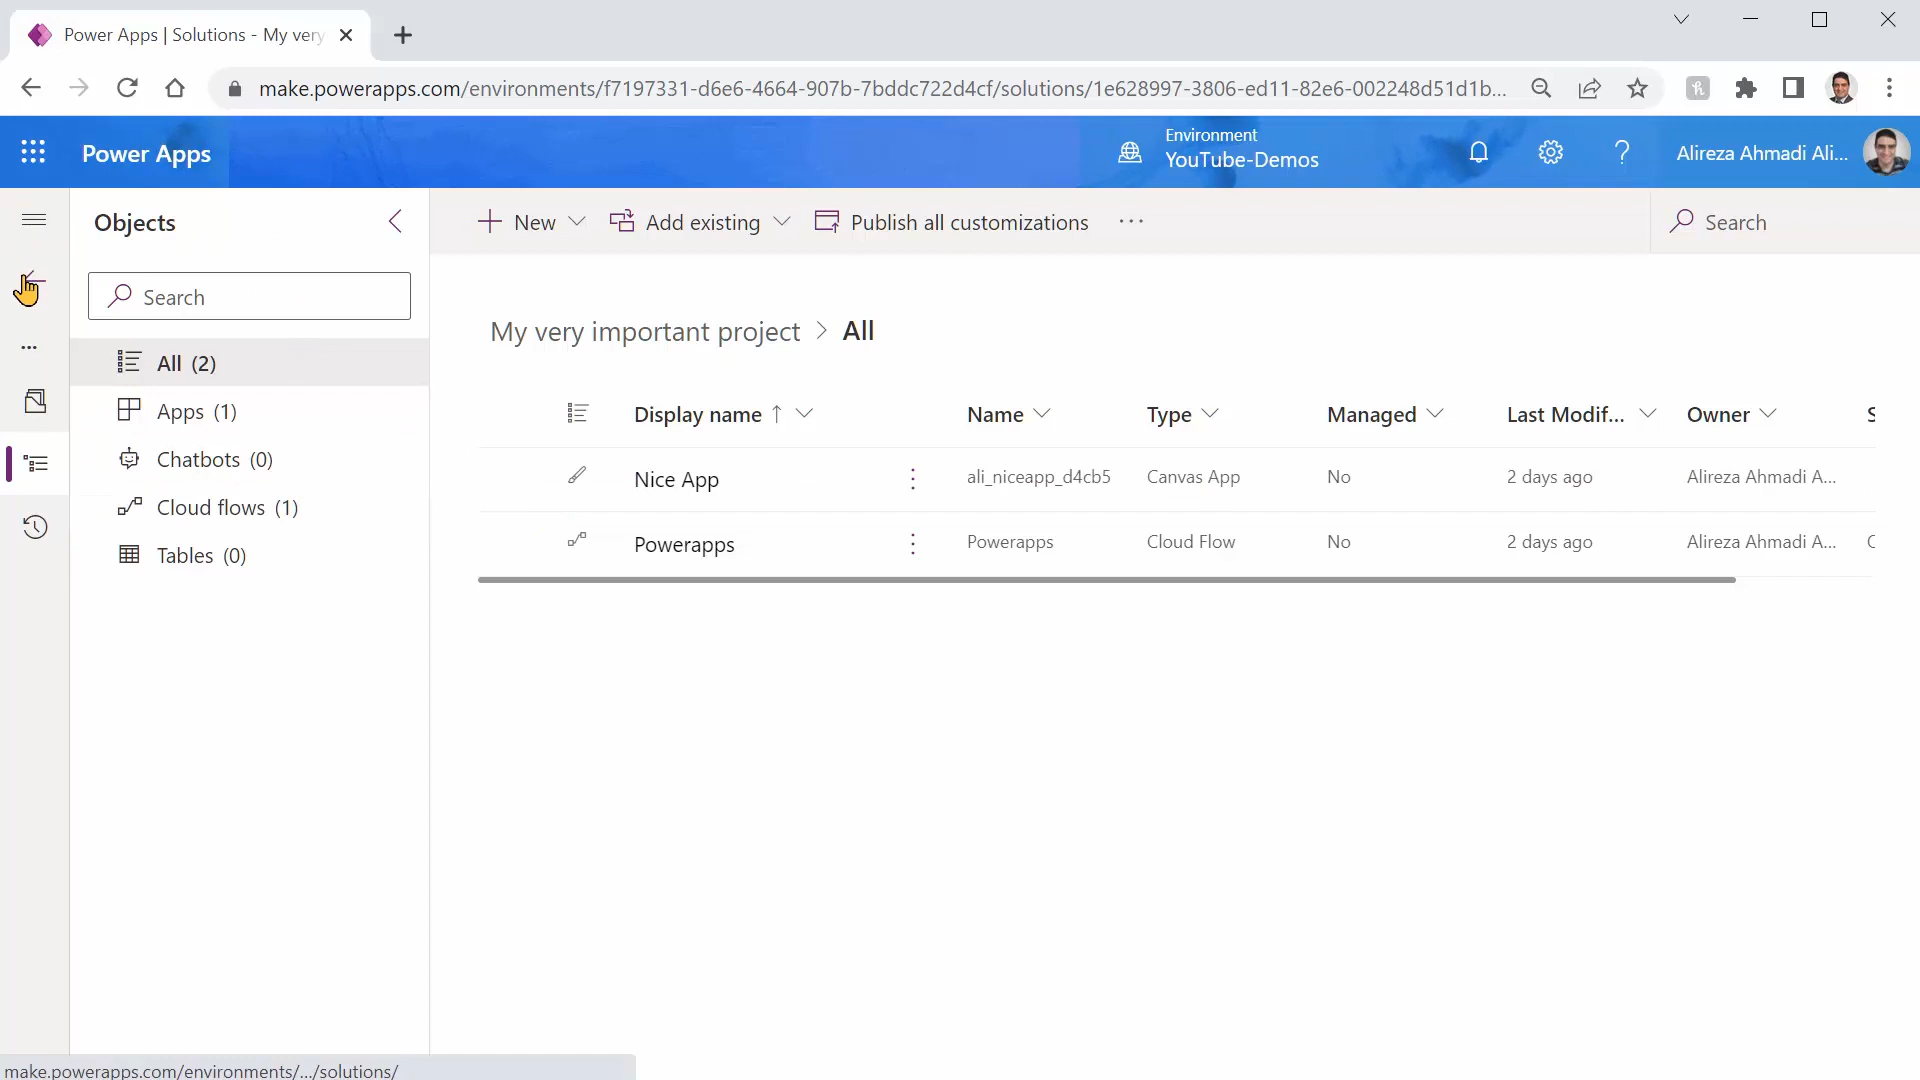 Power Apps | Solutions - My very
make.powerapps.com/environments/f7197331-d6e6-4664-907b-7bddc722d4cf/solutions/1e628997-3806-ed11-82e6-002248d51d1b...
Power Apps
Environment
YouTube-Demos
Alireza Ahmadi Ali...
Objects
New
Add existing
Publish all customizations
Search
Search
My very important project > All
All (2)
Apps (1)
Chatbots (0)
Cloud flows (1)
Tables (0)
Display name Name Type Managed Last Modif... Owner S
Nice App ali_niceapp_d4cb5 Canvas App No 2 days ago Alireza Ahmadi A...
Powerapps Powerapps Cloud Flow No 2 days ago Alireza Ahmadi A...
make.powerapps.com/environments/.../solutions/